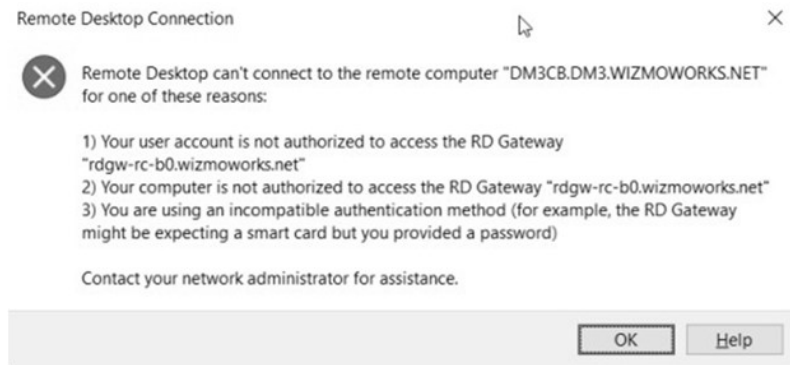 Remote Desktop Connection
Remote Desktop can't connect to the remote computer "DM3CB.DM3.WIZMOWORKS.NET"
for one of these reasons:
1) Your user account is not authorized to access the RD Gateway
"rdgw-rc-b0.wizmoworks.net"
2) Your computer is not authorized to access the RD Gateway "rdgw-rc-b0.wizmoworks.net"
3) You are using an incompatible authentication method (for example, the RD Gateway
might be expecting a smart card but you provided a password)
Contact your network administrator for assistance.
OK
Help